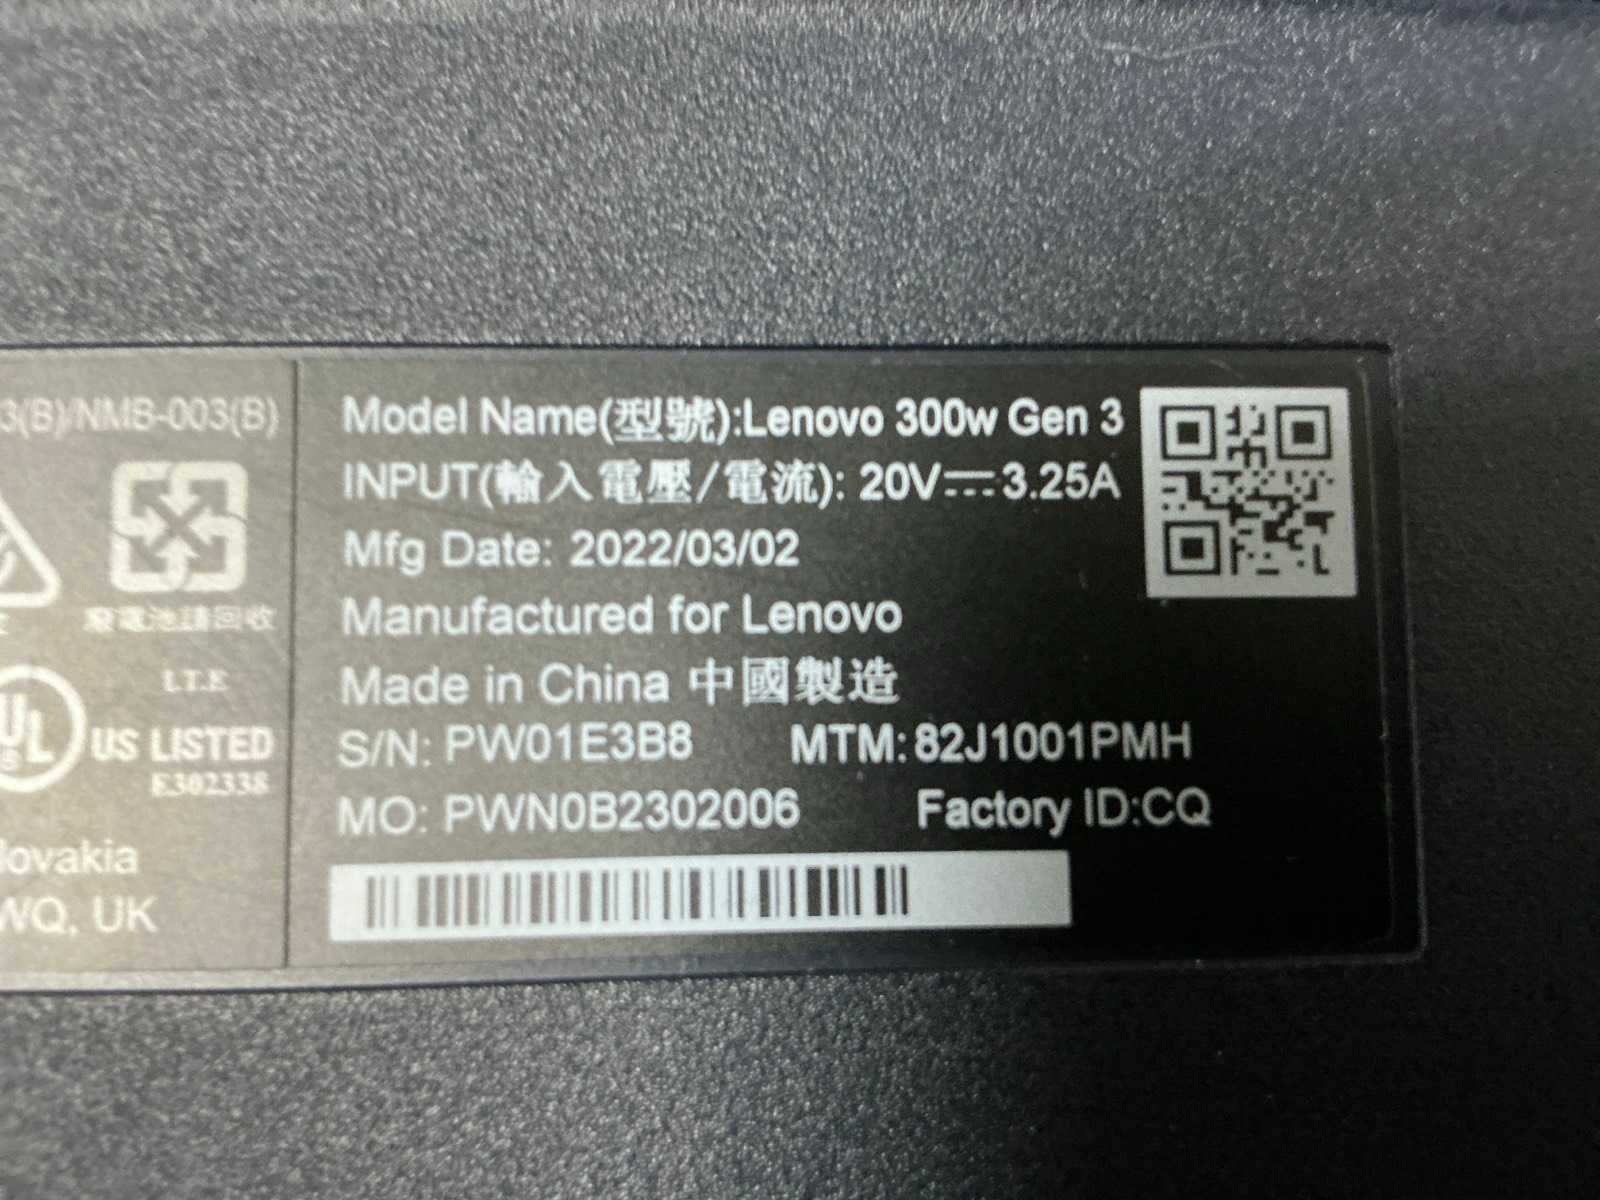 3(B)/NMB-003(B)
廢電池請回收
I.T.E
UL
US LISTED
E302338
lovakia
WQ, UK
Model Name(型號):Lenovo 300w Gen 3
INPUT(輸入電壓/電流): 20V⎓3.25A
Mfg Date: 2022/03/02
Manufactured for Lenovo
Made in China 中國製造
S/N: PW01E3B8 MTM:82J1001PMH
MO: PWN0B2302006 Factory ID:CQ